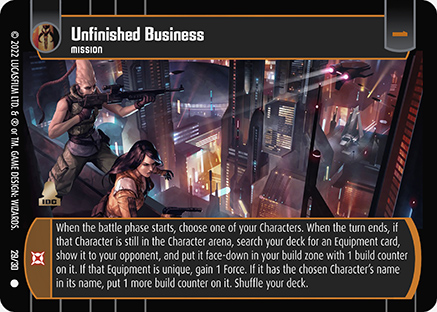 Unfinished Business
MISSION
1
IDC
When the battle phase starts, choose one of your Characters. When the turn ends, if
that Character is still in the Character arena, search your deck for an Equipment card,
show it to your opponent, and put it face-down in your build zone with 1 build counter
on it. If that Equipment is unique, gain 1 Force. If it has the chosen Character's name
in its name, put 1 more build counter on it. Shuffle your deck.
© 2022 LUCASFILM LTD. & ® or TM. GAME DESIGN: WIZARDS.
29/30